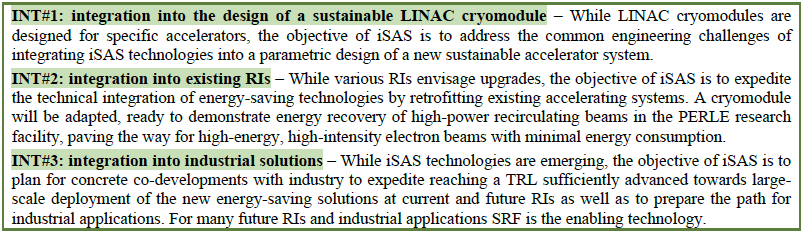 INT#1: integration into the design of a sustainable LINAC cryomodule – While LINAC cryomodules are
designed for specific accelerators, the objective of iSAS is to address the common engineering challenges of
integrating iSAS technologies into a parametric design of a new sustainable accelerator system.
INT#2: integration into existing RIs – While various RIs envisage upgrades, the objective of iSAS is to expedite
the technical integration of energy-saving technologies by retrofitting existing accelerating systems. A cryomodule
will be adapted, ready to demonstrate energy recovery of high-power recirculating beams in the PERLE research
facility, paving the way for high-energy, high-intensity electron beams with minimal energy consumption.
INT#3: integration into industrial solutions – While iSAS technologies are emerging, the objective of iSAS is to
plan for concrete co-developments with industry to expedite reaching a TRL sufficiently advanced towards large-
scale deployment of the new energy-saving solutions at current and future RIs as well as to prepare the path for
industrial applications. For many future RIs and industrial applications SRF is the enabling technology.